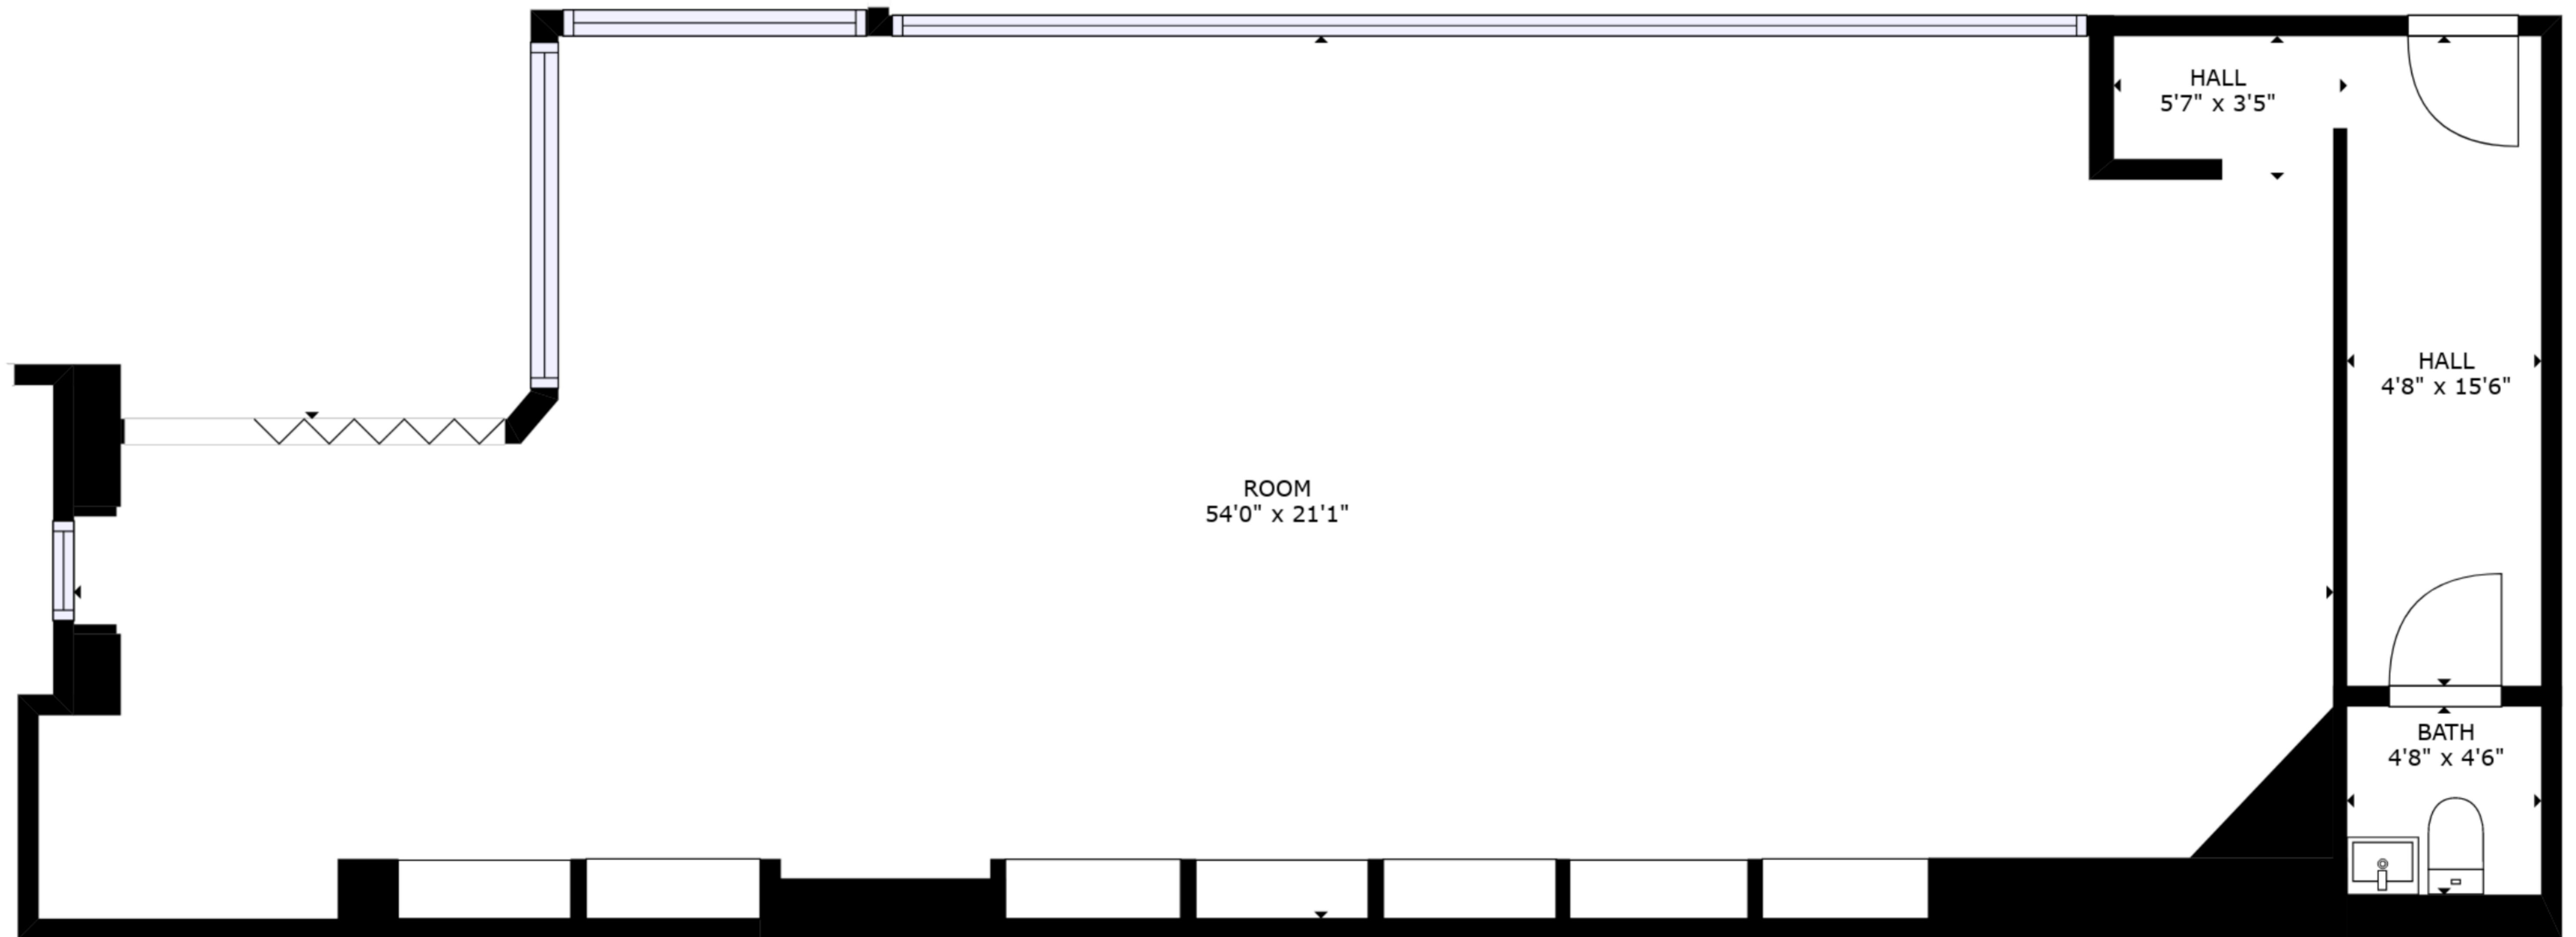 HALL
5'7" x 3'5"
HALL
4'8" x 15'6"
ROOM
54'0" x 21'1"
BATH
4'8" x 4'6"